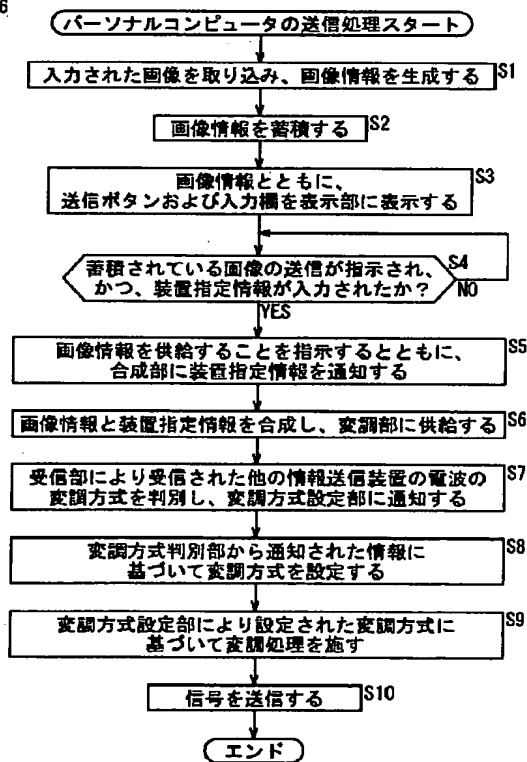 6
パーソナルコンピュータの送信処理スタート
入力された画像を取り込み、画像情報を生成する
S1
画像情報を蓄積する
S2
画像情報とともに、
送信ボタンおよび入力欄を表示部に表示する
S3
蓄積されている画像の送信が指示され、
かつ、装置指定情報が入力されたか?
S4
NO
YES
画像情報を供給することを指示するとともに、
合成部に装置指定情報を通知する
S5
画像情報と装置指定情報を合成し、変調部に供給する
S6
受信部により受信された他の情報送信装置の電波の
変調方式を判別し、変調方式設定部に通知する
S7
変調方式判別部から通知された情報に
基づいて変調方式を設定する
S8
変調方式設定部により設定された変調方式に
基づいて変調処理を施す
S9
信号を送信する
S10
エンド